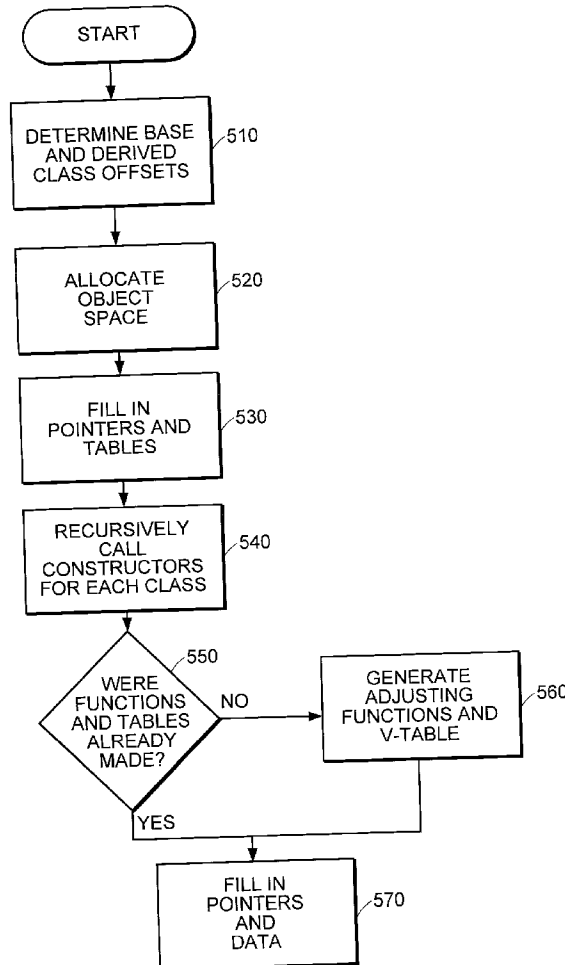 START
DETERMINE BASE
AND DERIVED
CLASS OFFSETS
510
ALLOCATE
OBJECT
SPACE
520
FILL IN
POINTERS AND
TABLES
530
RECURSIVELY
CALL
CONSTRUCTORS
FOR EACH CLASS
540
WERE
FUNCTIONS
AND TABLES
ALREADY
MADE?
550
NO
GENERATE
ADJUSTING
FUNCTIONS AND
V-TABLE
560
YES
FILL IN
POINTERS
AND
DATA
570